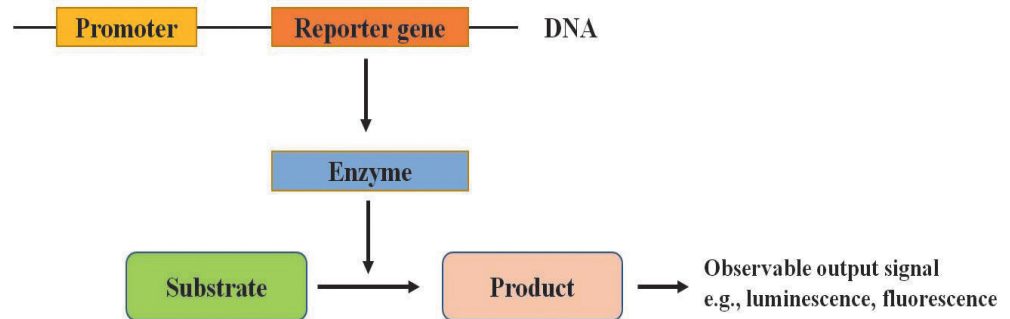 Promoter
Reporter gene
DNA
Enzyme
Substrate
Product
Observable output signal
e.g., luminescence, fluorescence